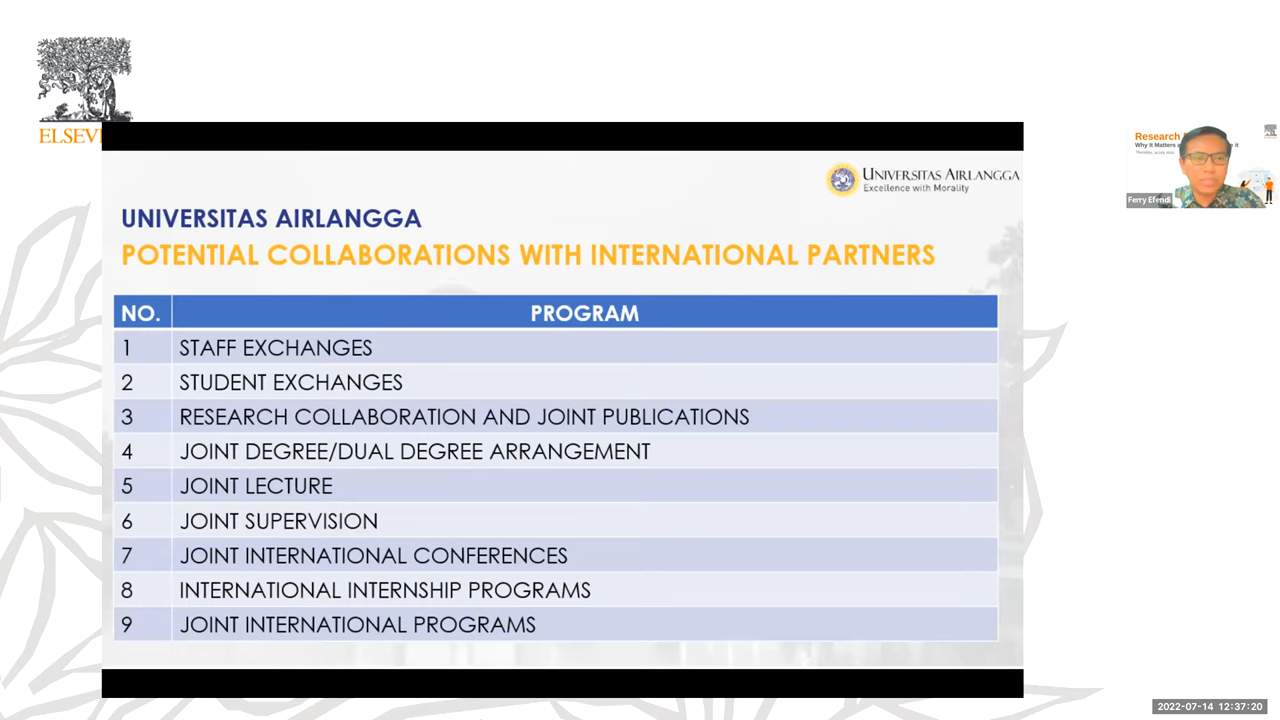 ELSEV
UNIVERSITAS AIRLANGGA
Excellence with Morality
UNIVERSITAS AIRLANGGA
POTENTIAL COLLABORATIONS WITH INTERNATIONAL PARTNERS
NO. PROGRAM
1 STAFF EXCHANGES
2 STUDENT EXCHANGES
3 RESEARCH COLLABORATION AND JOINT PUBLICATIONS
4 JOINT DEGREE/DUAL DEGREE ARRANGEMENT
5 JOINT LECTURE
6 JOINT SUPERVISION
7 JOINT INTERNATIONAL CONFERENCES
8 INTERNATIONAL INTERNSHIP PROGRAMS
9 JOINT INTERNATIONAL PROGRAMS
Research
Why It Matters
Ferry Efendi
2022-07-14 12:37:20